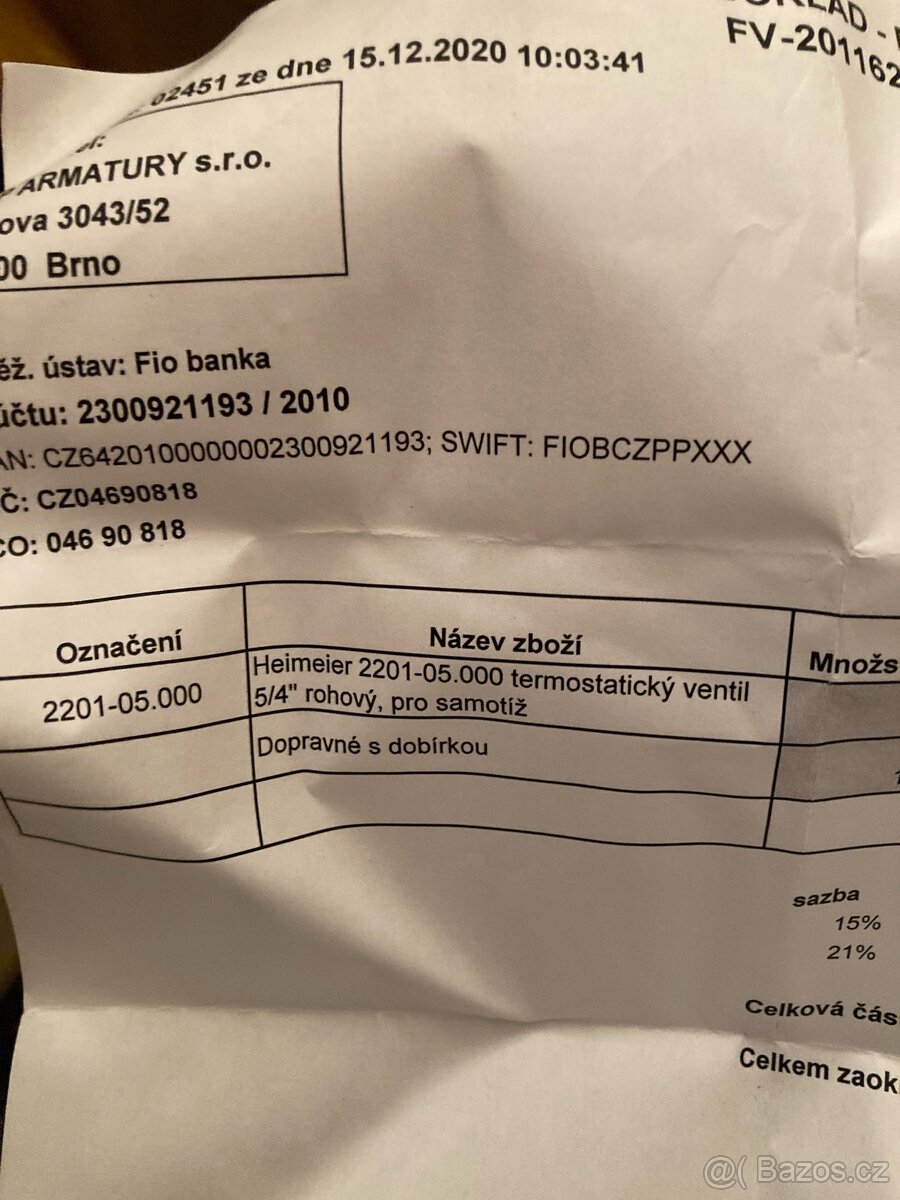 FV-201162
02451 ze dne 15.12.2020 10:03:41
ARMATURY s.r.o.
ova 3043/52
00 Brno
ěž. ústav: Fio banka
účtu: 2300921193 / 2010
AN: CZ6420100000002300921193; SWIFT: FIOBCZPPXXX
Č: CZ04690818
ČO: 046 90 818
Označení
Název zboží
Množs
2201-05.000
Heimeier 2201-05.000 termostatický ventil
5/4" rohový, pro samotíž
Dopravné s dobírkou
sazba
15%
21%
Celková čás
Celkem zaok
@( Bazos.cz